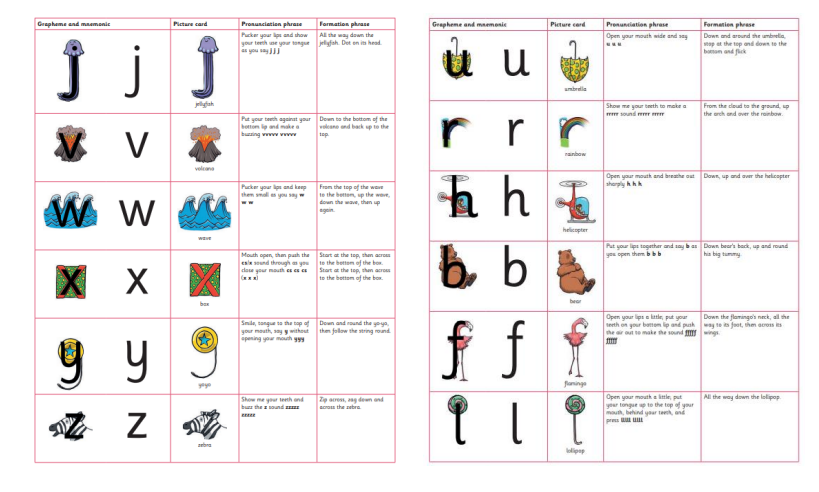 Grapheme and mnemonic Picture card Pronunciation phrase Formation phrase
j j
jellyfish
Pucker your lips and show
your teeth use your tongue
as you say j j j
All the way down the
jellyfish. Dot on its head.
v v
volcano
Put your teeth against your
bottom lip and make a
buzzing vvvvv vvvvv
Down to the bottom of the
volcano and back up to the
top.
w w
wave
Pucker your lips and keep
them small as you say w
w w
From the top of the wave
to the bottom, up the wave,
down the wave, then up
again.
x x
box
Mouth open, then push the
cs/x sound through as you
close your mouth cs cs cs
(x x x)
Start at the top, then across
to the bottom of the box.
Start at the top, then across
to the bottom of the box.
y y
yoyo
Smile, tongue to the top of
your mouth, say y without
opening your mouth yyy
Down and round the yo-yo,
then follow the string round.
z z
zebra
Show me your teeth and
buzz the z sound zzzzz
zzzzz
Zip across, zag down and
across the zebra.
Grapheme and mnemonic Picture card Pronunciation phrase Formation phrase
u u
umbrella
Open your mouth wide and say
u u u
Down and around the umbrella,
stop at the top and down to the
bottom and flick
r r
rainbow
Show me your teeth to make a
rrrrr sound rrrrr rrrrr
From the cloud to the ground, up
the arch and over the rainbow.
h h
helicopter
Open your mouth and breathe out
sharply h h h
Down, up and over the helicopter
b b
bear
Put your lips together and say b as
you open them b b b
Down bear's back, up and round
his big tummy.
f f
flamingo
Open your lips a little; put your
teeth on your bottom lip and push
the air out to make the sound fffff
fffff
Down the flamingo's neck, all the
way to its foot, then across its
wings.
l l
lollipop
Open your mouth a little; put
your tongue up to the top of your
mouth, behind your teeth, and
press lllll lllll
All the way down the lollipop.